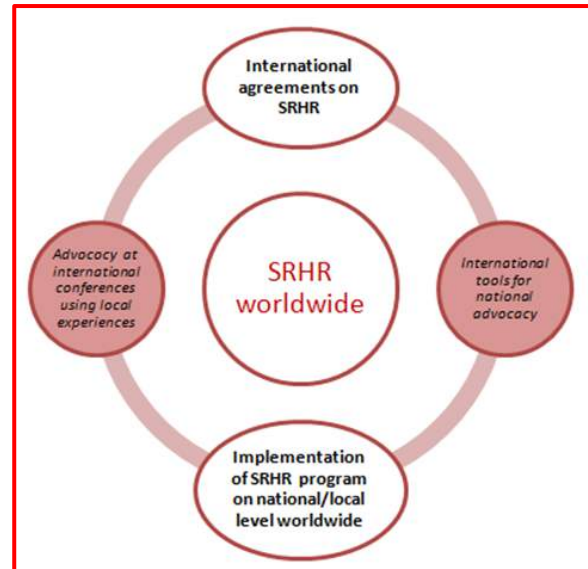 International
agreements on
SRHR
Advocacy at
international
conferences
using local
experiences
SRHR
worldwide
International
tools for
national
advocacy
Implementation
of SRHR program
on national/local
level worldwide